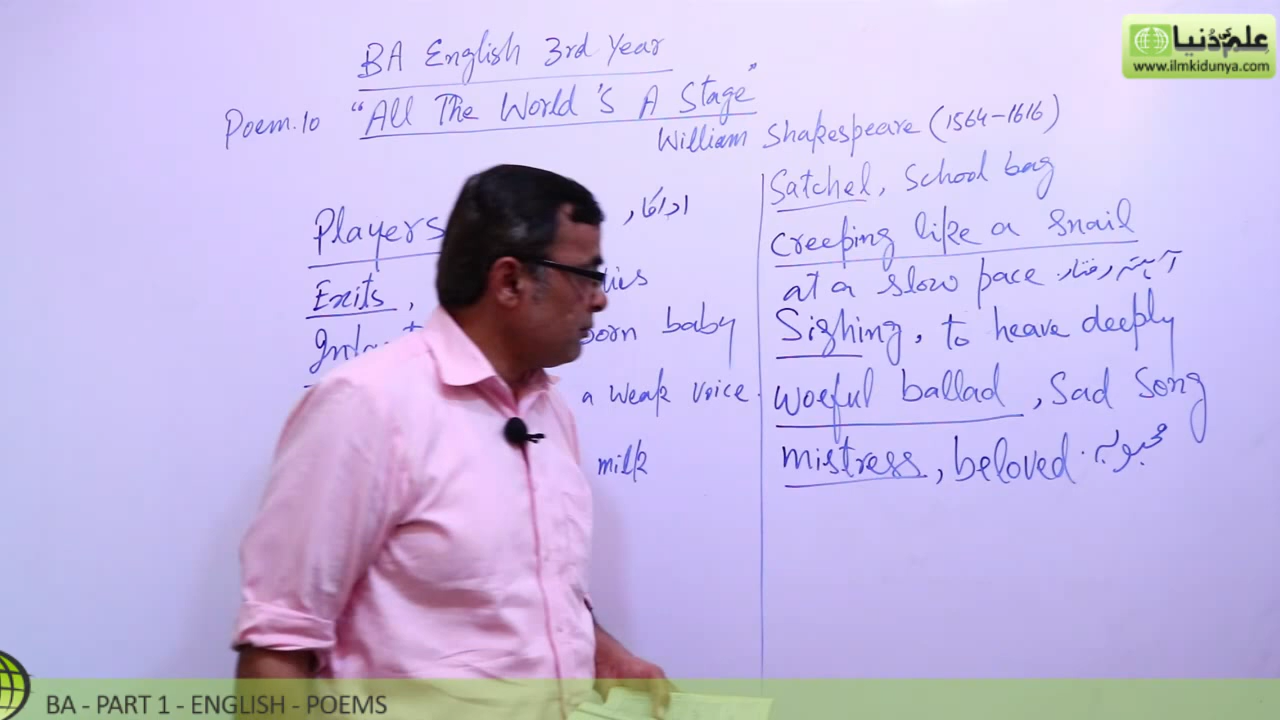 علم کی دُنیا
www.ilmkidunya.com
BA English 3rd Year
Poem.10 "All The World's A Stage"
William Shakespeare (1564-1616)
Players اداکار
Exits,
born baby
a weak voice.
milk
Satchel, School bag
Creeping like a snail
at a slow pace آہستہ رفتار
Sighing, to heave deeply
woeful ballad, Sad Song
mistress, beloved. محبوبہ
BA - PART 1 - ENGLISH - POEMS